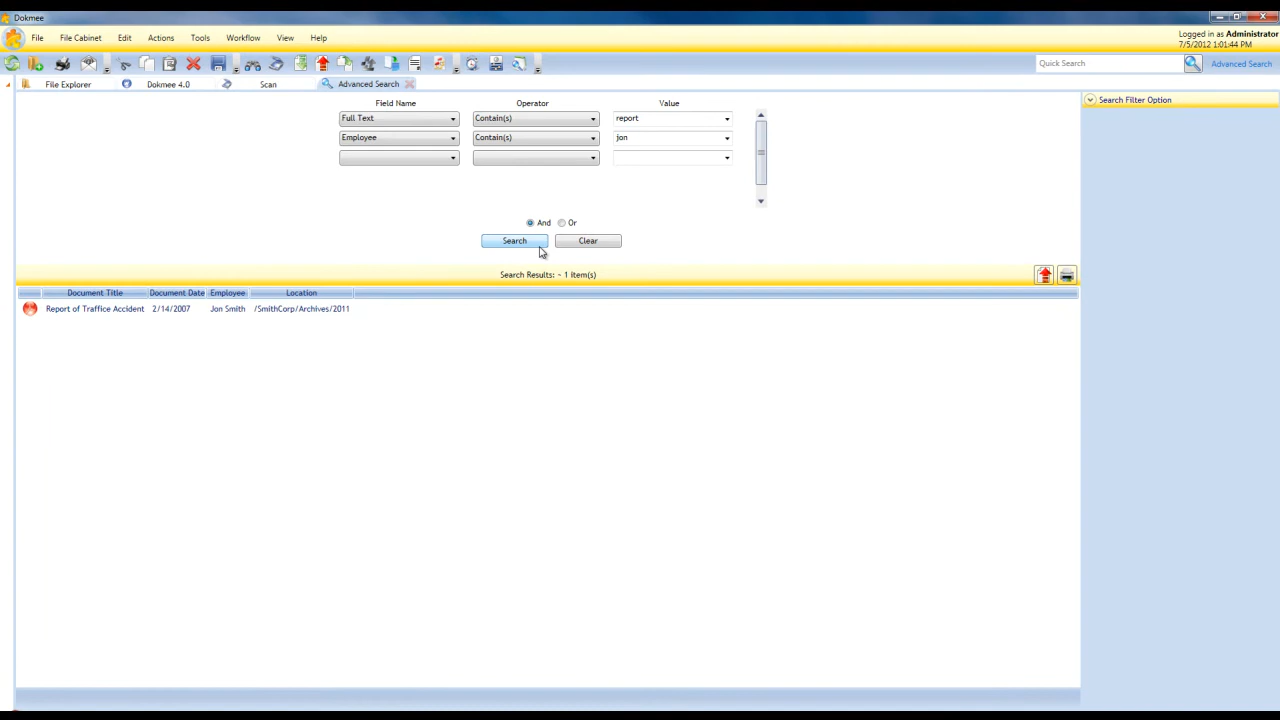 Dokmee
File File Cabinet Edit Actions Tools Workflow View Help
Logged in as Administrator
7/5/2012 1:01:44 PM
Quick Search
Advanced Search
File Explorer Dokmee 4.0 Scan Advanced Search
Field Name Operator Value
Full Text Contain(s) report
Employee Contain(s) jon
And Or
Search Clear
Search Results: ~ 1 item(s)
Document Title Document Date Employee Location
Report of Traffice Accident 2/14/2007 Jon Smith /SmithCorp/Archives/2011
Search Filter Option